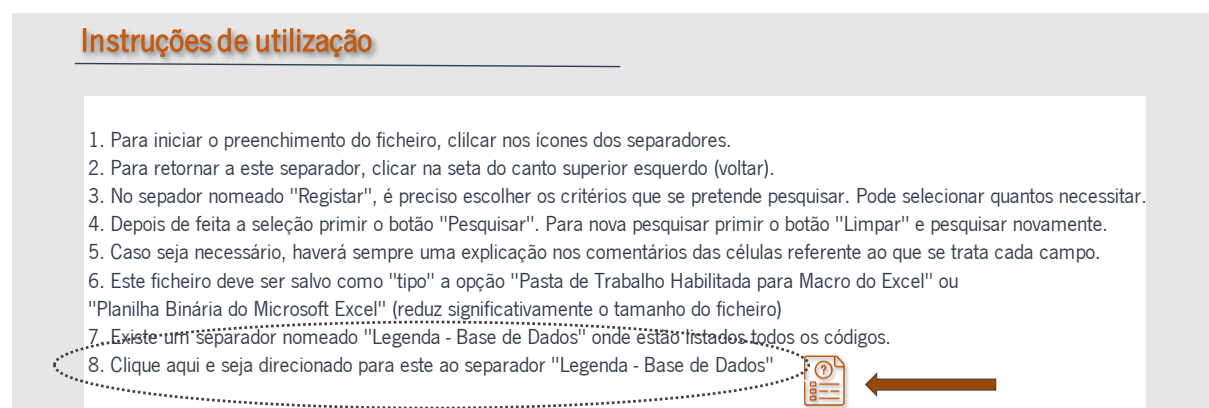 Instruções de utilização
1. Para iniciar o preenchimento do ficheiro, clilcar nos ícones dos separadores.
2. Para retornar a este separador, clicar na seta do canto superior esquerdo (voltar).
3. No sepador nomeado "Registar", é preciso escolher os critérios que se pretende pesquisar. Pode selecionar quantos necessitar.
4. Depois de feita a seleção primir o botão "Pesquisar". Para nova pesquisar primir o botão "Limpar" e pesquisar novamente.
5. Caso seja necessário, haverá sempre uma explicação nos comentários das células referente ao que se trata cada campo.
6. Este ficheiro deve ser salvo como "tipo" a opção "Pasta de Trabalho Habilitada para Macro do Excel" ou
"Planilha Binária do Microsoft Excel" (reduz significativamente o tamanho do ficheiro)
7. Existe um separador nomeado "Legenda - Base de Dados" onde estão listados todos os códigos.
8. Clique aqui e seja direcionado para este ao separador "Legenda - Base de Dados"
?